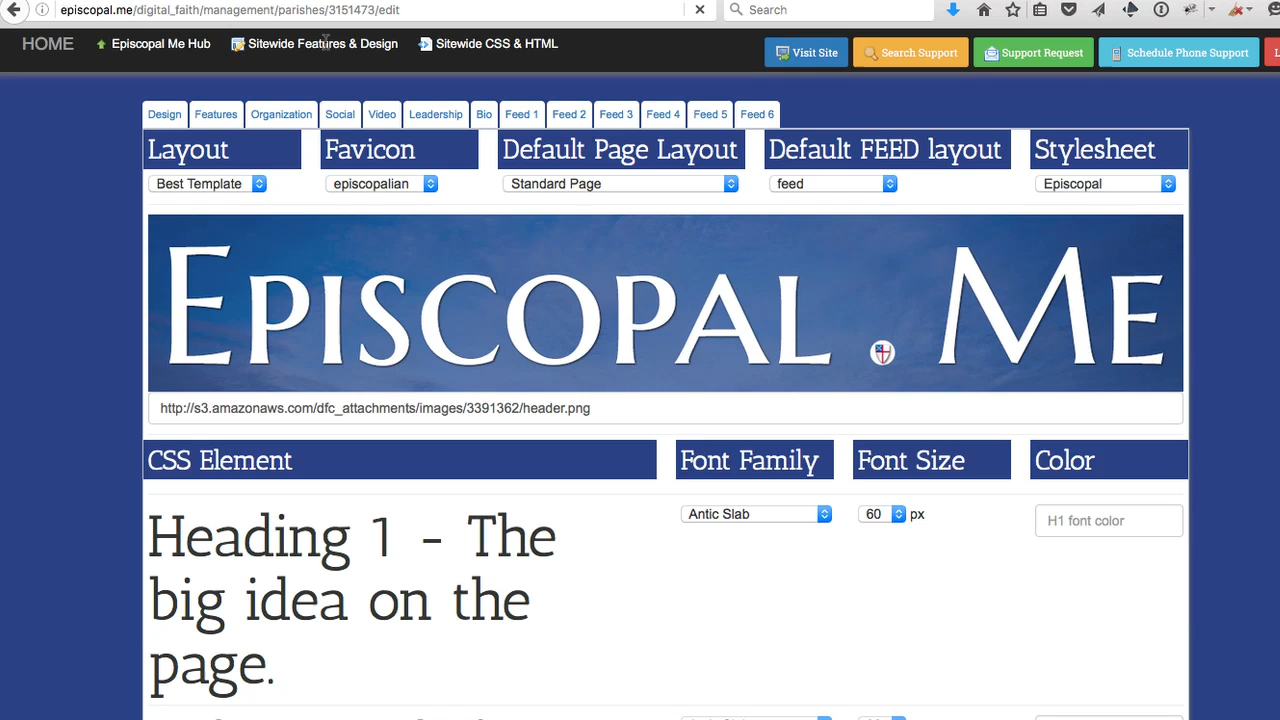 episcopal.me/digital_faith/management/parishes/3151473/edit
Search
HOME Episcopal Me Hub Sitewide Features & Design Sitewide CSS & HTML
Visit Site Search Support Support Request Schedule Phone Support
Design Features Organization Social Video Leadership Bio Feed 1 Feed 2 Feed 3 Feed 4 Feed 5 Feed 6
Layout Favicon Default Page Layout Default FEED layout Stylesheet
Best Template episcopalian Standard Page feed Episcopal
EPISCOPAL . ME
http://s3.amazonaws.com/dfc_attachments/images/3391362/header.png
CSS Element Font Family Font Size Color
Antic Slab 60 px H1 font color
Heading 1 - The
big idea on the
page.